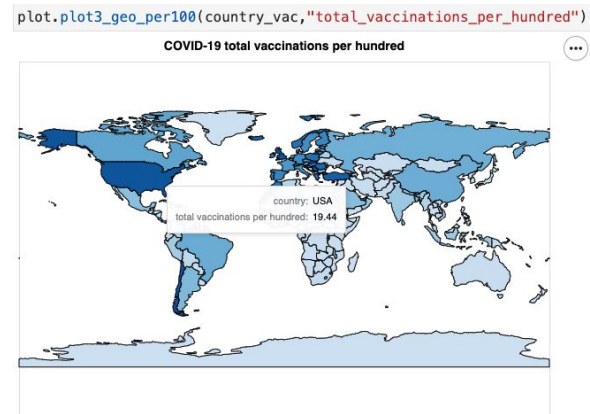 plot.plot3_geo_per100(country_vac,"total_vaccinations_per_hundred")
COVID-19 total vaccinations per hundred
country: USA
total vaccinations per hundred: 19.44